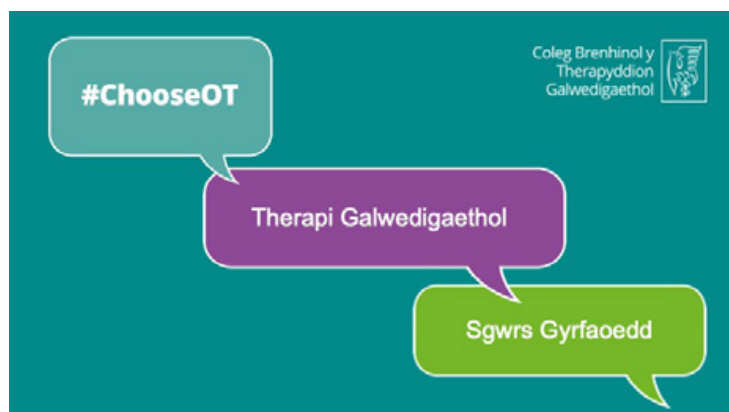 #ChooseOT
Coleg Brenhinol y
Therapyddion
Galwedigaethol
Therapi Galwedigaethol
Sgwrs Gyrfaoedd